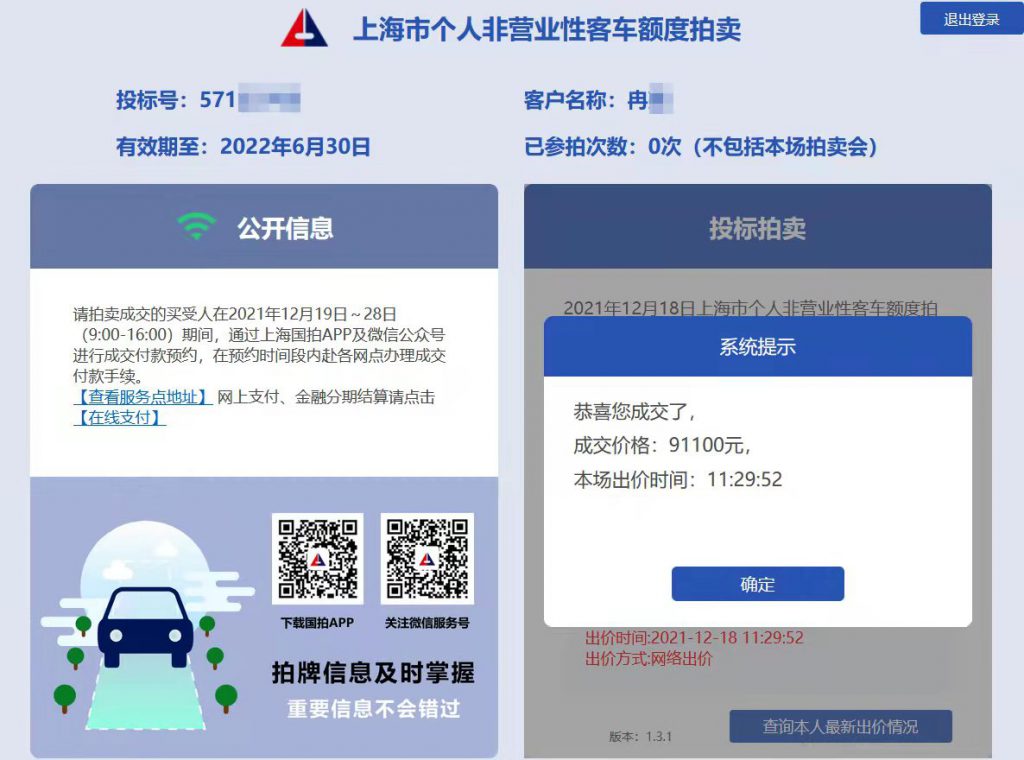 上海市个人非营业性客车额度拍卖
退出登录
投标号：571
客户名称：冉
有效期至：2022年6月30日
已参拍次数：0次（不包括本场拍卖会）
公开信息
请拍卖成交的买受人在2021年12月19日～28日
（9:00-16:00）期间，通过上海国拍APP及微信公众号
进行成交付款预约，在预约时间段内赴各网点办理成交
付款手续。
【查看服务点地址】 网上支付、金融分期结算请点击
【在线支付】
下载国拍APP
关注微信服务号
拍牌信息及时掌握
重要信息不会错过
投标拍卖
2021年12月18日上海市个人非营业性客车额度拍
系统提示
恭喜您成交了，
成交价格：91100元，
本场出价时间：11:29:52
确定
出价时间:2021-12-18 11:29:52
出价方式:网络出价
版本：1.3.1
查询本人最新出价情况